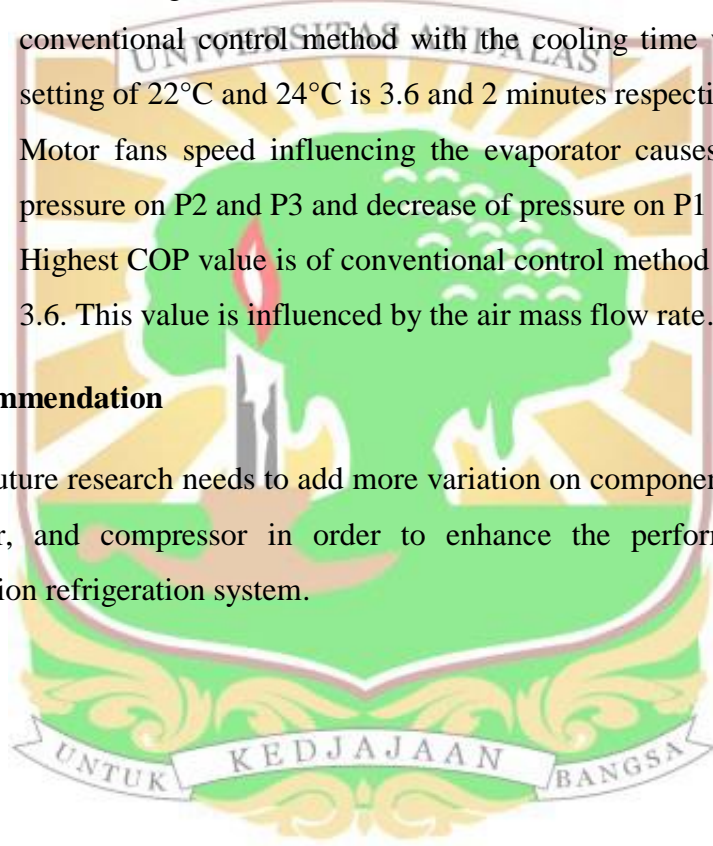 UNIVERSITAS ANDALAS
conventional control method with the cooling time
setting of 22°C and 24°C is 3.6 and 2 minutes
Motor fans speed influencing the evaporator causes
pressure on P2 and P3 and decrease of pressure on P1
Highest COP value is of conventional control method
3.6. This value is influenced by the air mass flow rate.
mmendation
uture research needs to add more variation on component
r, and compressor in order to enhance the
ion refrigeration system.
UNTUK KEDJAJAAN BANGSA